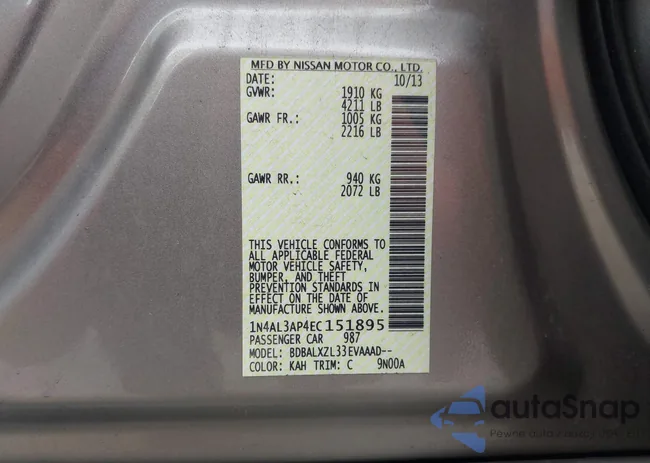 MFD BY NISSAN MOTOR CO., LTD.
DATE: 10/13
GVWR: 1910 KG
4211 LB
GAWR FR.: 1005 KG
2216 LB
GAWR RR.: 940 KG
2072 LB
THIS VEHICLE CONFORMS TO
ALL APPLICABLE FEDERAL
MOTOR VEHICLE SAFETY,
BUMPER, AND THEFT
PREVENTION STANDARDS IN
EFFECT ON THE DATE OF
MANUFACTURE SHOWN ABOVE.
1N4AL3AP4EC151895
PASSENGER CAR 987
MODEL: BDBALXZL33EVAAAD--
COLOR: KAH TRIM: C 9N00A
autaSnap
Pewne auta z